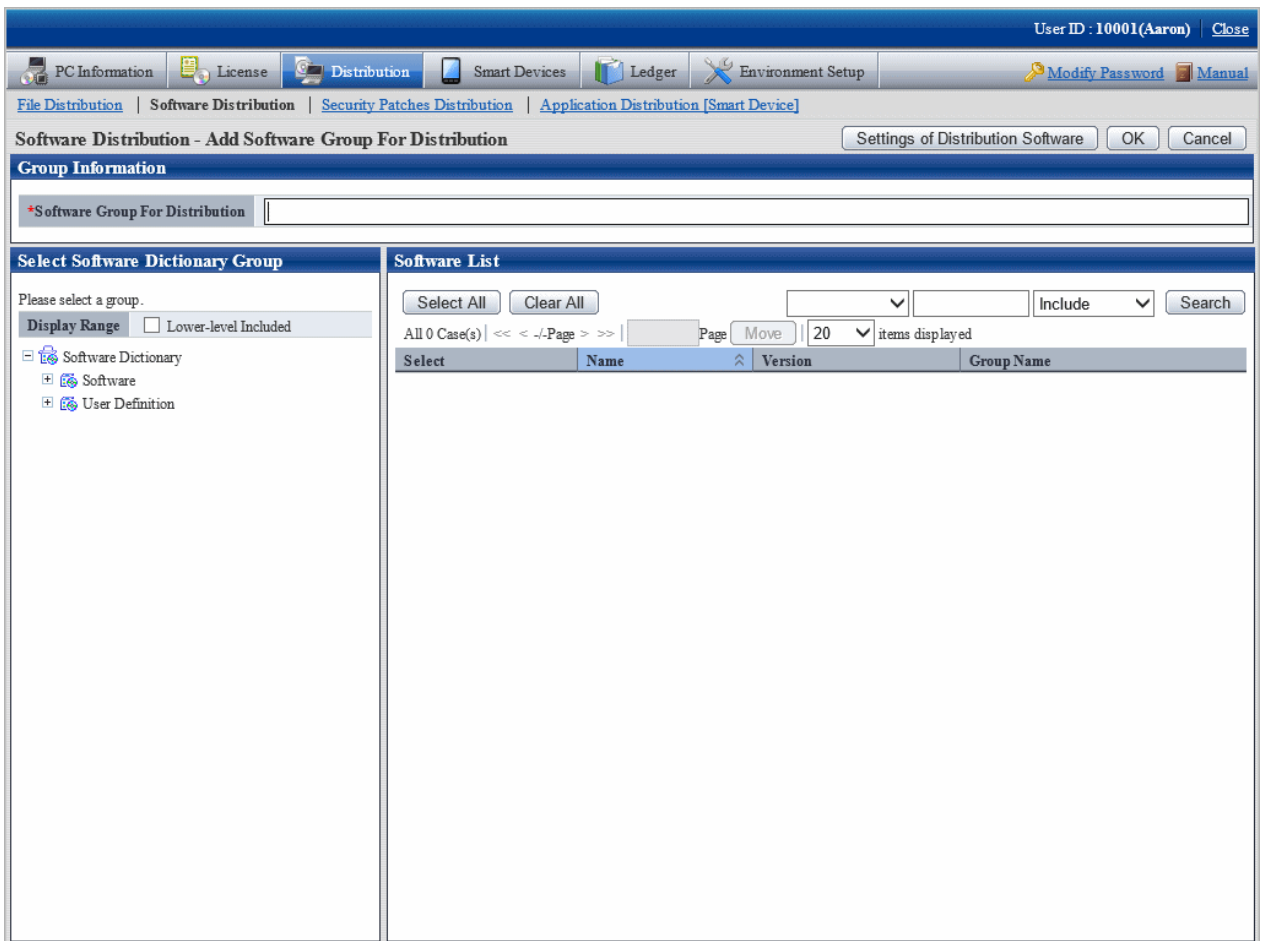 User ID : 10001(Aaron) Close
PC Information License Distribution Smart Devices Ledger Environment Setup Modify Password Manual
File Distribution | Software Distribution | Security Patches Distribution | Application Distribution [Smart Device]
Software Distribution - Add Software Group For Distribution Settings of Distribution Software OK Cancel
Group Information
*Software Group For Distribution
Select Software Dictionary Group
Please select a group.
Display Range Lower-level Included
Software Dictionary
Software
User Definition
Software List
Select All Clear All Include Search
All 0 Case(s) | << < -/-Page > >> | Page Move | 20 items displayed
Select Name Version Group Name